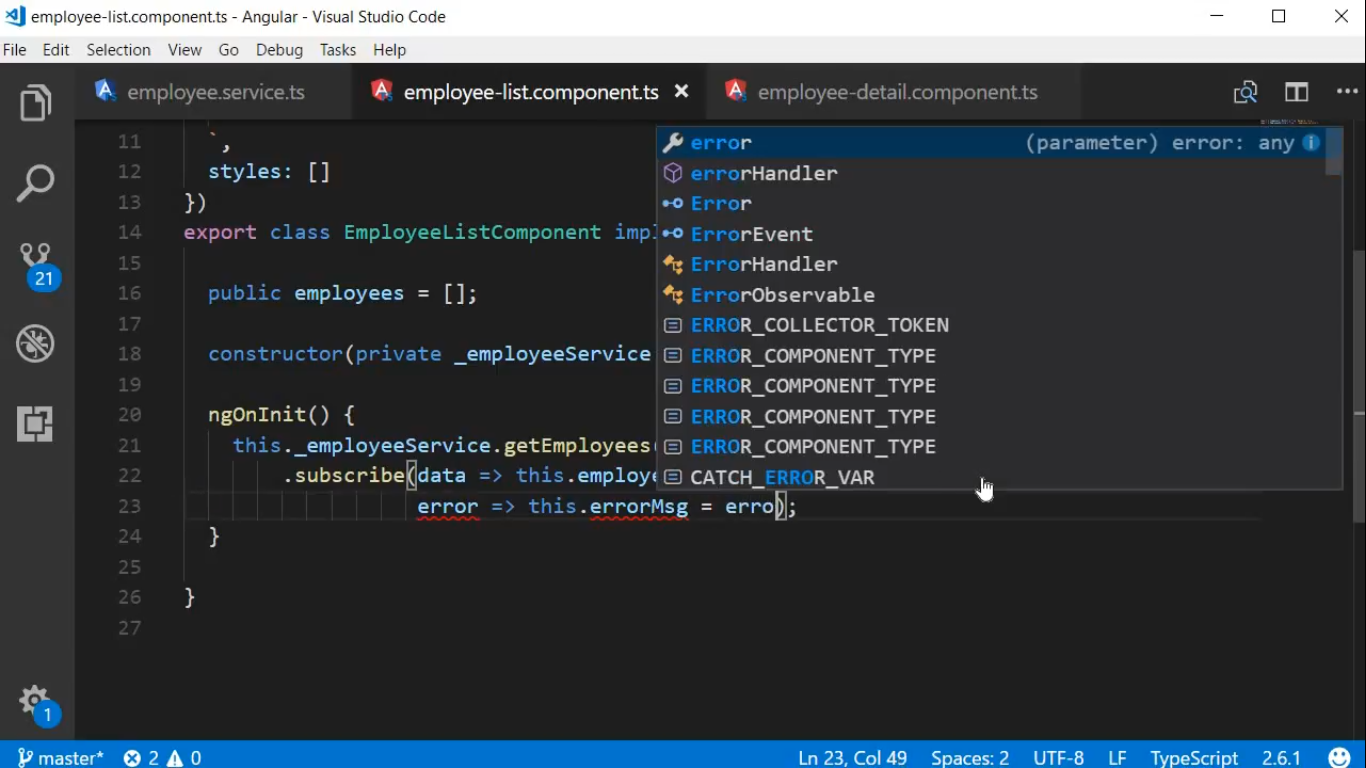 employee-list.component.ts - Angular - Visual Studio Code
File Edit Selection View Go Debug Tasks Help
employee.service.ts employee-list.component.ts × employee-detail.component.ts
11 `,
12 styles: []
13 })
14 export class EmployeeListComponent impl
15
16 public employees = [];
17
18 constructor(private _employeeService
19
20 ngOnInit() {
21 this._employeeService.getEmployees(
22 .subscribe(data => this.employe
23 error => this.errorMsg = erro);
24 }
25
26 }
27
error (parameter) error: any
errorHandler
Error
ErrorEvent
ErrorHandler
ErrorObservable
ERROR_COLLECTOR_TOKEN
ERROR_COMPONENT_TYPE
ERROR_COMPONENT_TYPE
ERROR_COMPONENT_TYPE
ERROR_COMPONENT_TYPE
CATCH_ERROR_VAR
21
1
master* 2 0 Ln 23, Col 49 Spaces: 2 UTF-8 LF TypeScript 2.6.1